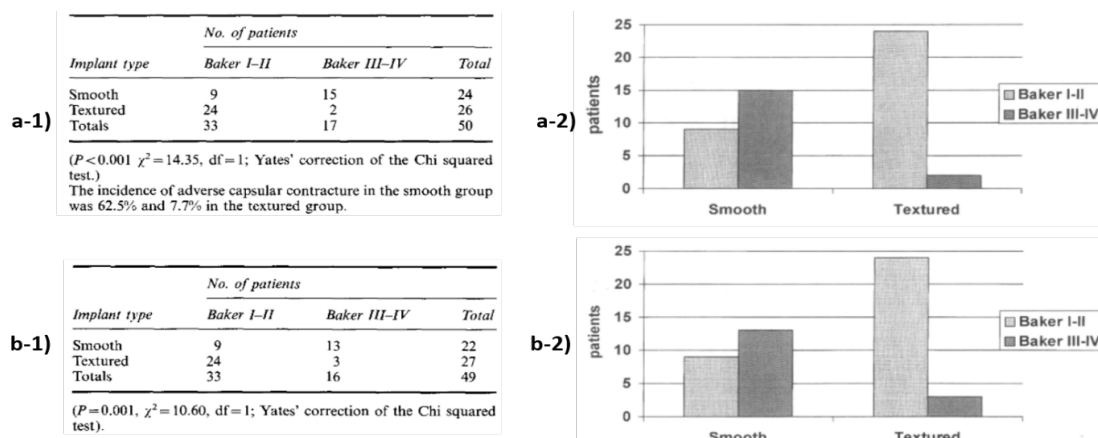 a-1)
No. of patients
Implant type Baker I–II Baker III–IV Total
Smooth 9 15 24
Textured 24 2 26
Totals 33 17 50
(P<0.001 χ²=14.35, df=1; Yates' correction of the Chi squared
test.)
The incidence of adverse capsular contracture in the smooth group
was 62.5% and 7.7% in the textured group.
a-2)
patients
25
20
15
10
5
0
Smooth Textured
Baker I-II
Baker III-IV
b-1)
No. of patients
Implant type Baker I–II Baker III–IV Total
Smooth 9 13 22
Textured 24 3 27
Totals 33 16 49
(P=0.001, χ²=10.60, df=1; Yates' correction of the Chi squared
test).
b-2)
patients
25
20
15
10
5
0
Smooth Textured
Baker I-II
Baker III-IV